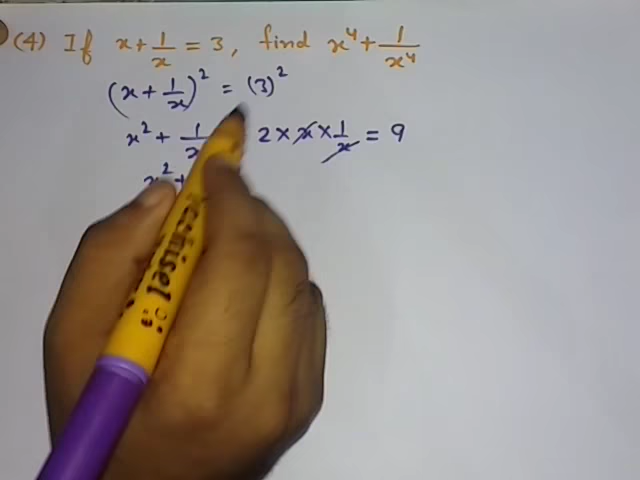 (4) If x + 1/x = 3, find x⁴ + 1/x⁴
(x + 1/x)² = (3)²
x² + 1/x 2 × x × 1/x = 9
x² +